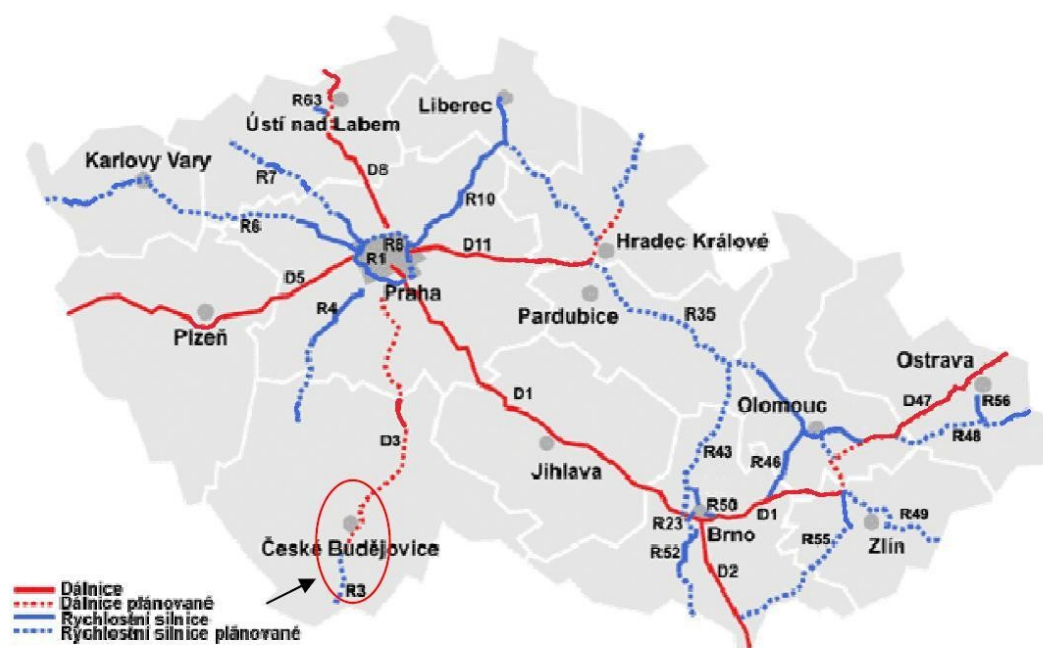 R63
Liberec
Ústí nad Labem
Karlovy Vary
R7
D8
R10
R6
R8
D11
Hradec Králové
R1
D5
Praha
R4
Pardubice
R35
Plzeň
Ostrava
D1
D47
R56
Olomouc
D3
R48
R43
R46
Jihlava
R50
D1
R49
R23
Brno
R55
Zlín
České Budějovice
R52
D2
R3
Dálnice
Dálnice plánované
Rychlostní silnice
Rychlostní silnice plánované